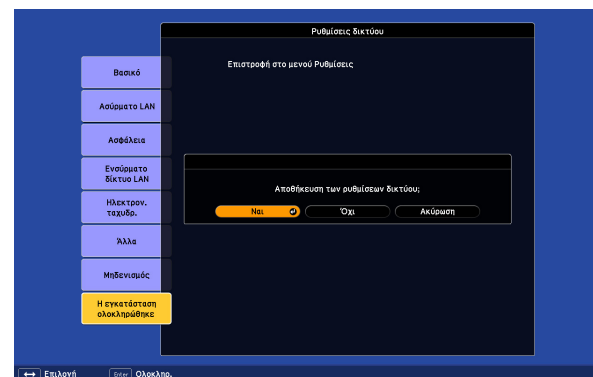 Ρυθμίσεις δικτύου
Επιστροφή στο μενού Ρυθμίσεις
Βασικό
Ασύρματο LAN
Ασφάλεια
Ενσύρματο
δίκτυο LAN
Ηλεκτρον.
ταχυδρ.
Άλλα
Μηδενισμός
Η εγκατάσταση
ολοκληρώθηκε
Αποθήκευση των ρυθμίσεων δικτύου;
Ναι
Όχι
Ακύρωση
Επιλογή
Enter
Ολοκληρ.